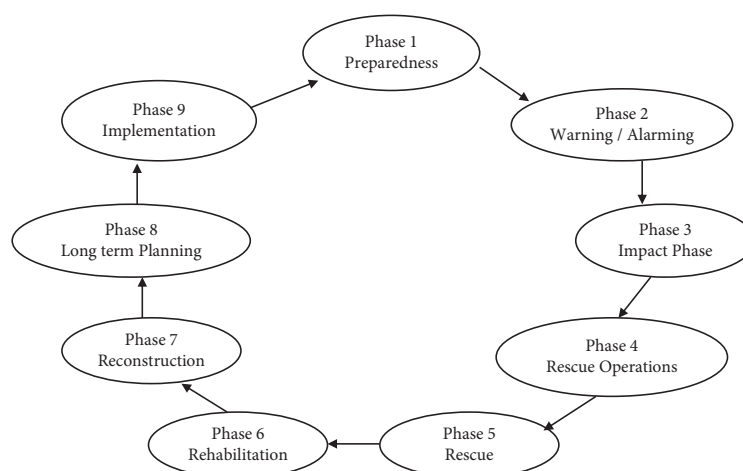 Phase 1
Preparedness
Phase 2
Warning / Alarming
Phase 3
Impact Phase
Phase 4
Rescue Operations
Phase 5
Rescue
Phase 6
Rehabilitation
Phase 7
Reconstruction
Phase 8
Long term Planning
Phase 9
Implementation